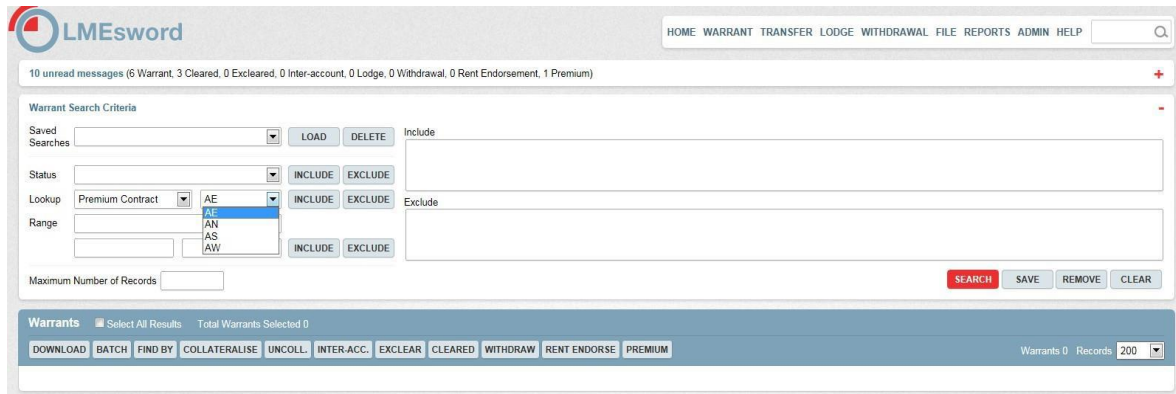 LMEsword
HOME WARRANT TRANSFER LODGE WITHDRAWAL FILE REPORTS ADMIN HELP
10 unread messages (6 Warrant, 3 Cleared, 0 Excleared, 0 Inter-account, 0 Lodge, 0 Withdrawal, 0 Rent Endorsement, 1 Premium)
+
Warrant Search Criteria
-
Saved Searches LOAD DELETE Include
Status INCLUDE EXCLUDE
Lookup Premium Contract AE INCLUDE EXCLUDE Exclude
AE
Range AN
AS
AW INCLUDE EXCLUDE
Maximum Number of Records SEARCH SAVE REMOVE CLEAR
Warrants Select All Results Total Warrants Selected 0
DOWNLOAD BATCH FIND BY COLLATERALISE UNCOLL. INTER-ACC. EXCLEAR CLEARED WITHDRAW RENT ENDORSE PREMIUM Warrants 0 Records 200